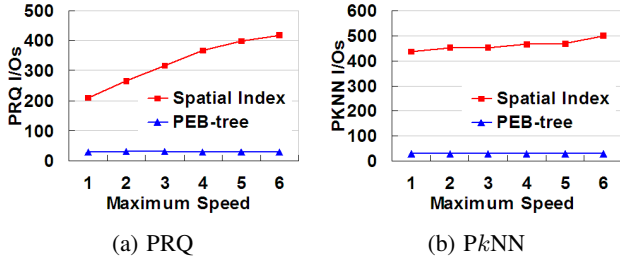 500
400
300
200
100
0
PRQ I/Os
Spatial Index
PEB-tree
1 2 3 4 5 6
Maximum Speed
(a) PRQ
600
500
400
300
200
100
0
PKNN I/Os
Spatial Index
PEB-tree
1 2 3 4 5 6
Maximum Speed
(b) PkNN